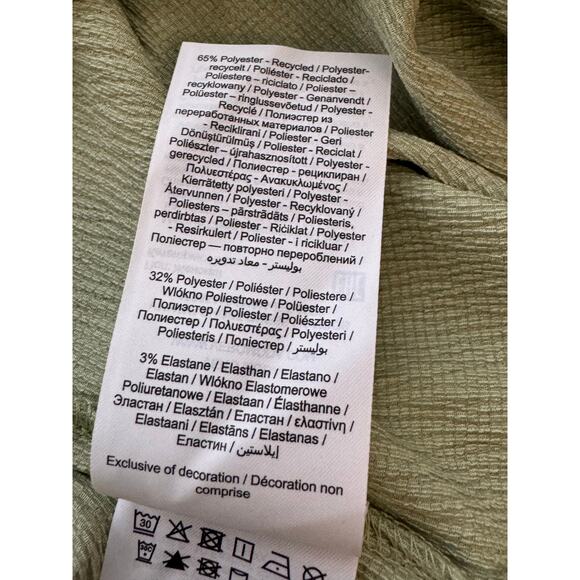 65% Polyester - Recycled / Polyester-
recycelt / Poliéster - Reciclado /
Poliestere – riciclato / Poliester –
recyklowany / Polyester - Genanvendt /
Polüester – ringlussevõetud / Polyester -
Recyclé / Полиэстер из
переработанных материалов / Poliester
- Reciklirani / Polyester - Geri
Dönüştürülmüş / Poliester - Reciclat /
Poliészter – újrahasznosított / Polyester -
gerecycled / Полиестер - рециклиран /
Πολυεστέρας - Ανακυκλωμένος /
Kierrätetty polyesteri / Polyester -
Återvunnen / Polyester - Recyklovaný /
Poliesters – pārstrādāts / Poliesteris,
perdirbtas / Poliester - Riċiklat / Polyester
- Resirkulert / Poliester - i ricikluar /
Поліестер — повторно перероблений /
بوليستر - معاد تدويره
32% Polyester / Poliéster / Poliestere /
Włókno Poliestrowe / Polüester /
Полиэстер / Poliester / Poliészter /
Полиестер / Πολυεστέρας / Polyesteri /
Poliesteris / Поліестер / بوليستر
3% Elastane / Elasthan / Elastano /
Elastan / Włókno Elastomerowe /
Poliuretanowe / Elastaan / Élasthanne /
Эластан / Elasztán / Еластан / ελαστίνη /
Elastaani / Elastāns / Elastanas /
Еластин / إيلاستين
Exclusive of decoration / Décoration non
comprise
30
30C